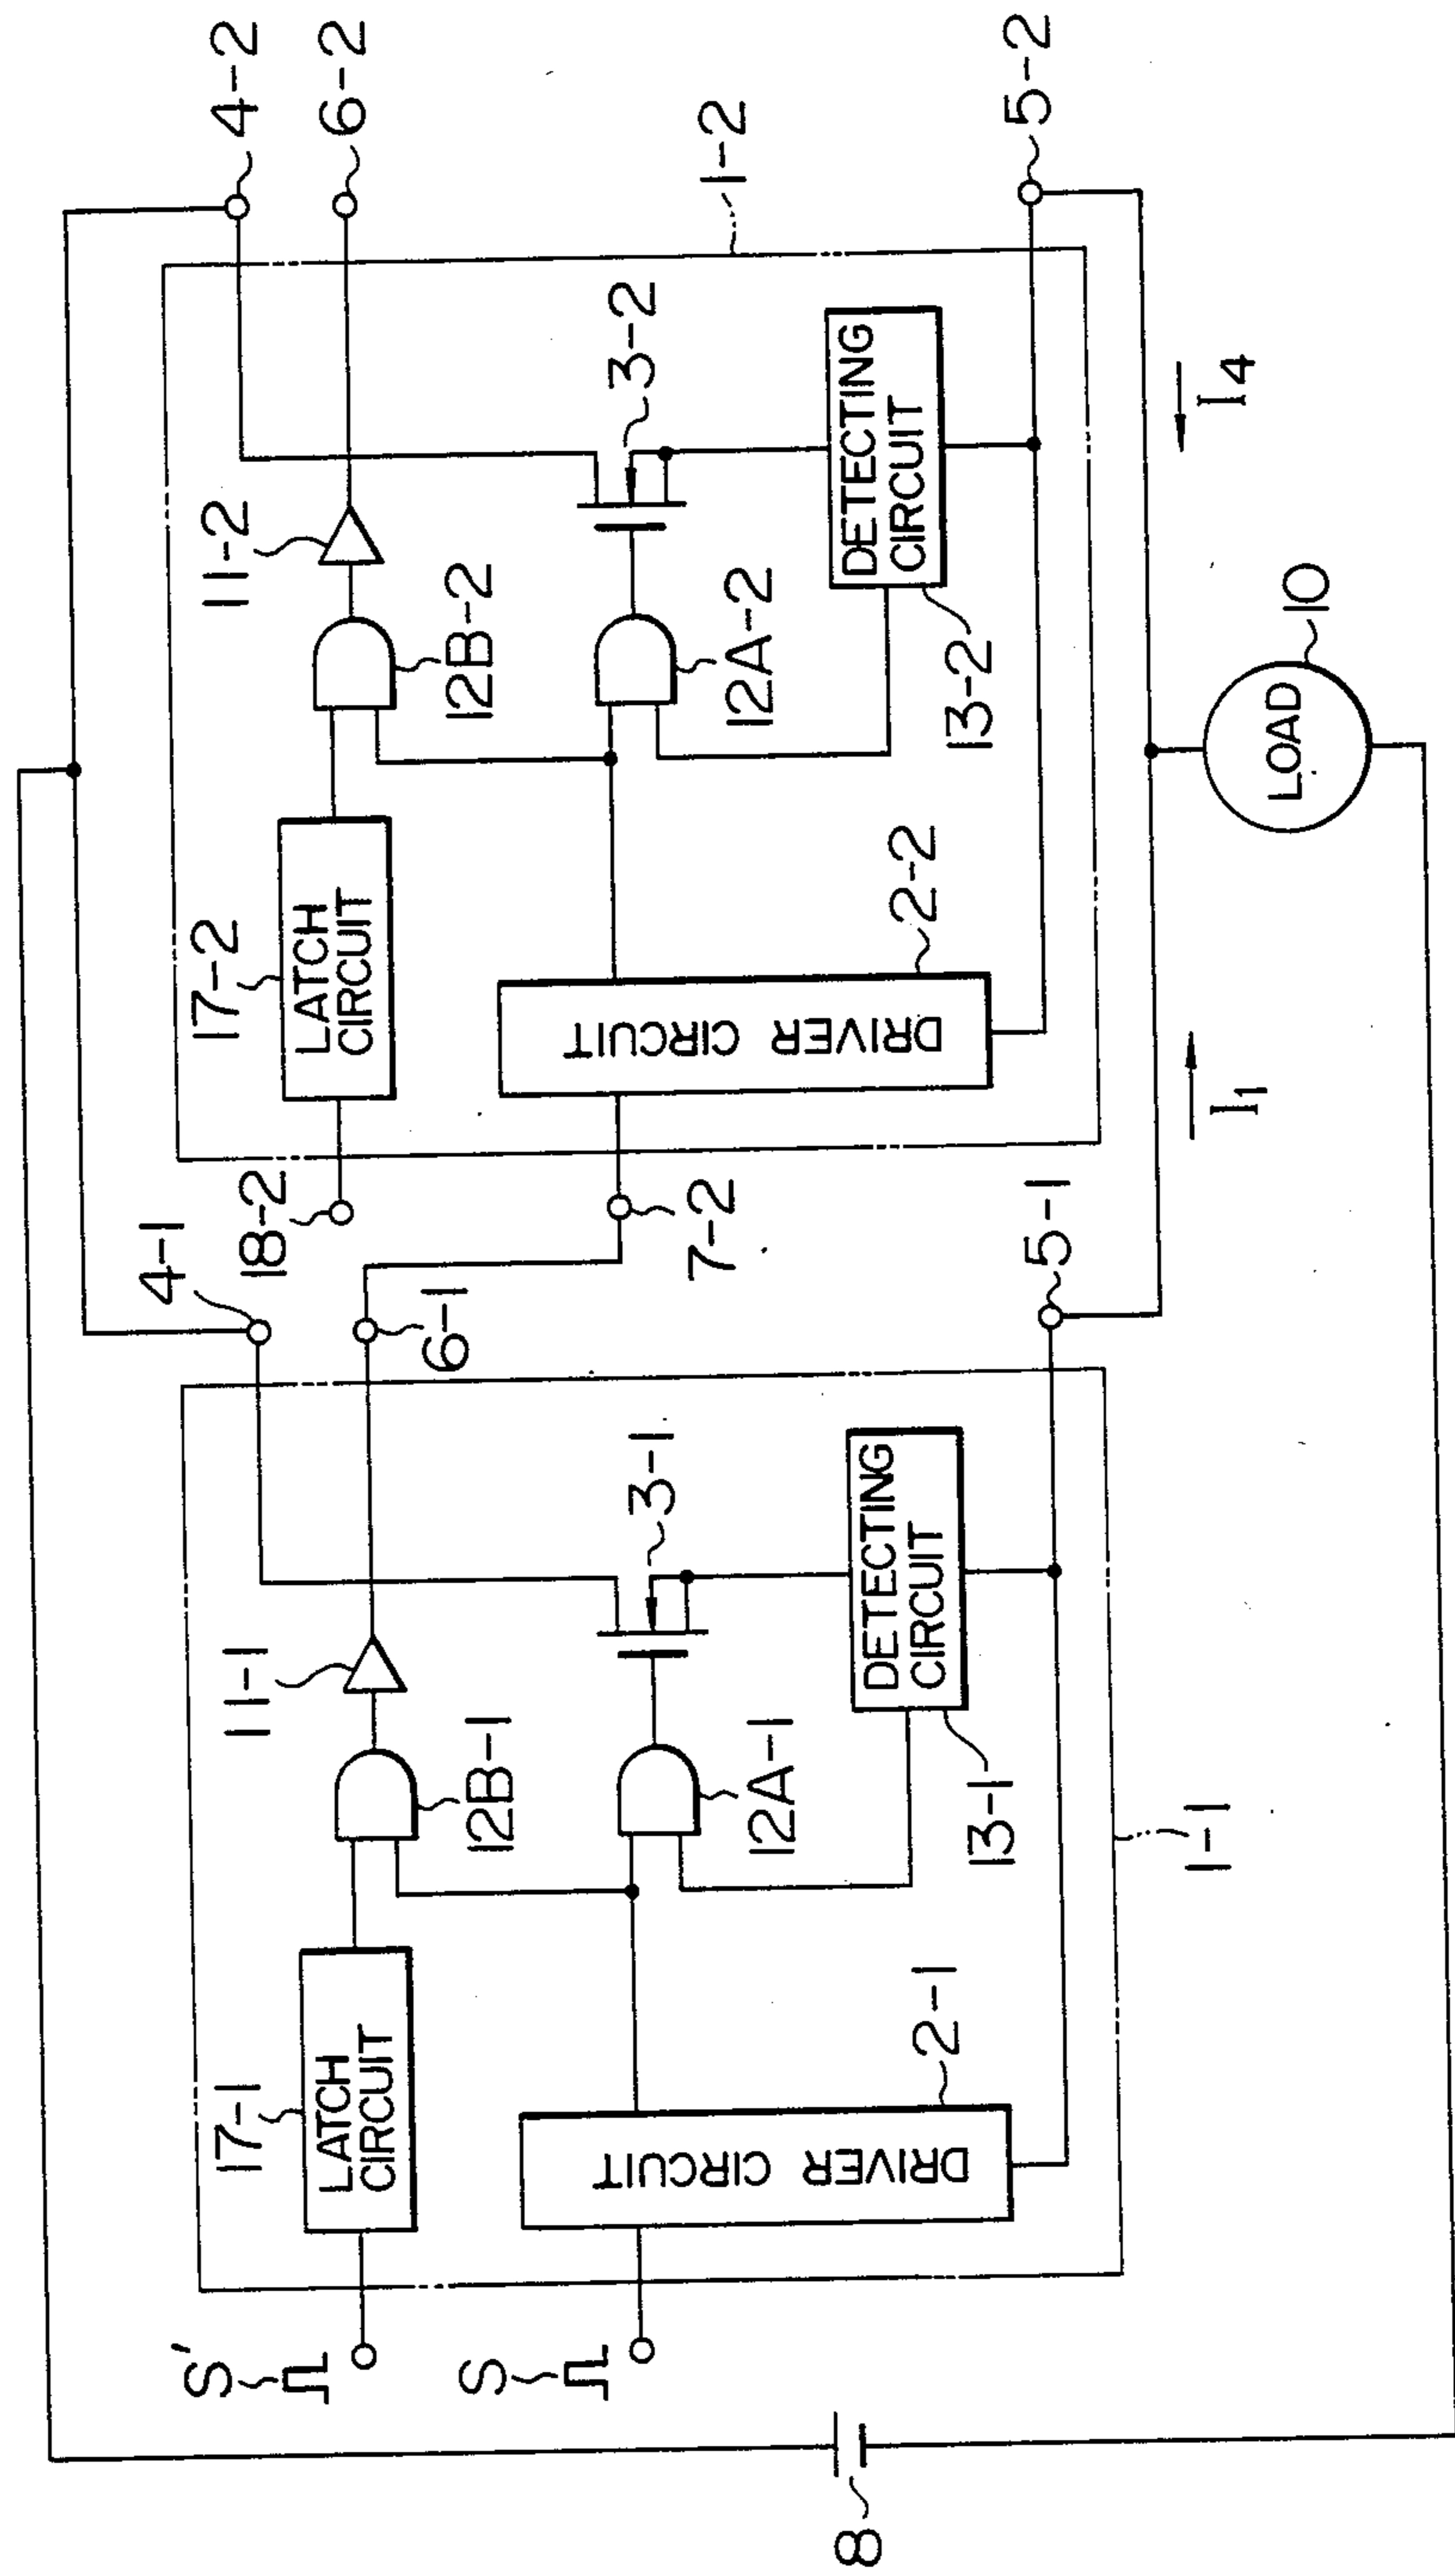 4-2
6-2
1-2
5-2
3-2
11-2
DETECTING
CIRCUIT
I4
12B-2
12A-2
13-2
10
LOAD
17-2
LATCH
CIRCUIT
2-2
DRIVER CIRCUIT
18-2
7-2
I1
4-1
6-1
5-1
3-1
11-1
DETECTING
CIRCUIT
12B-1
12A-1
13-1
1-1
17-1
LATCH
CIRCUIT
2-1
DRIVER CIRCUIT
S'
S
8